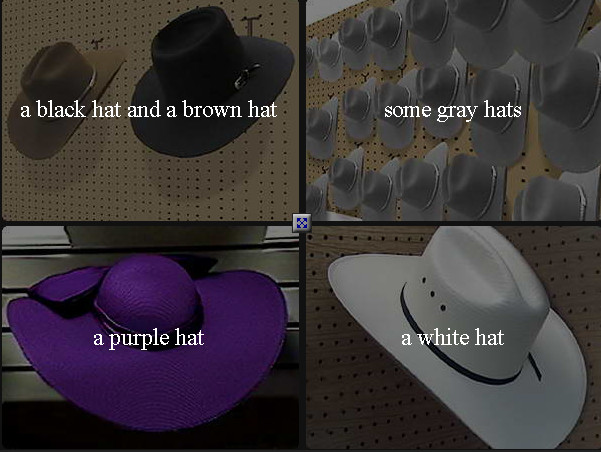 a black hat and a brown hat
some gray hats
a purple hat
a white hat